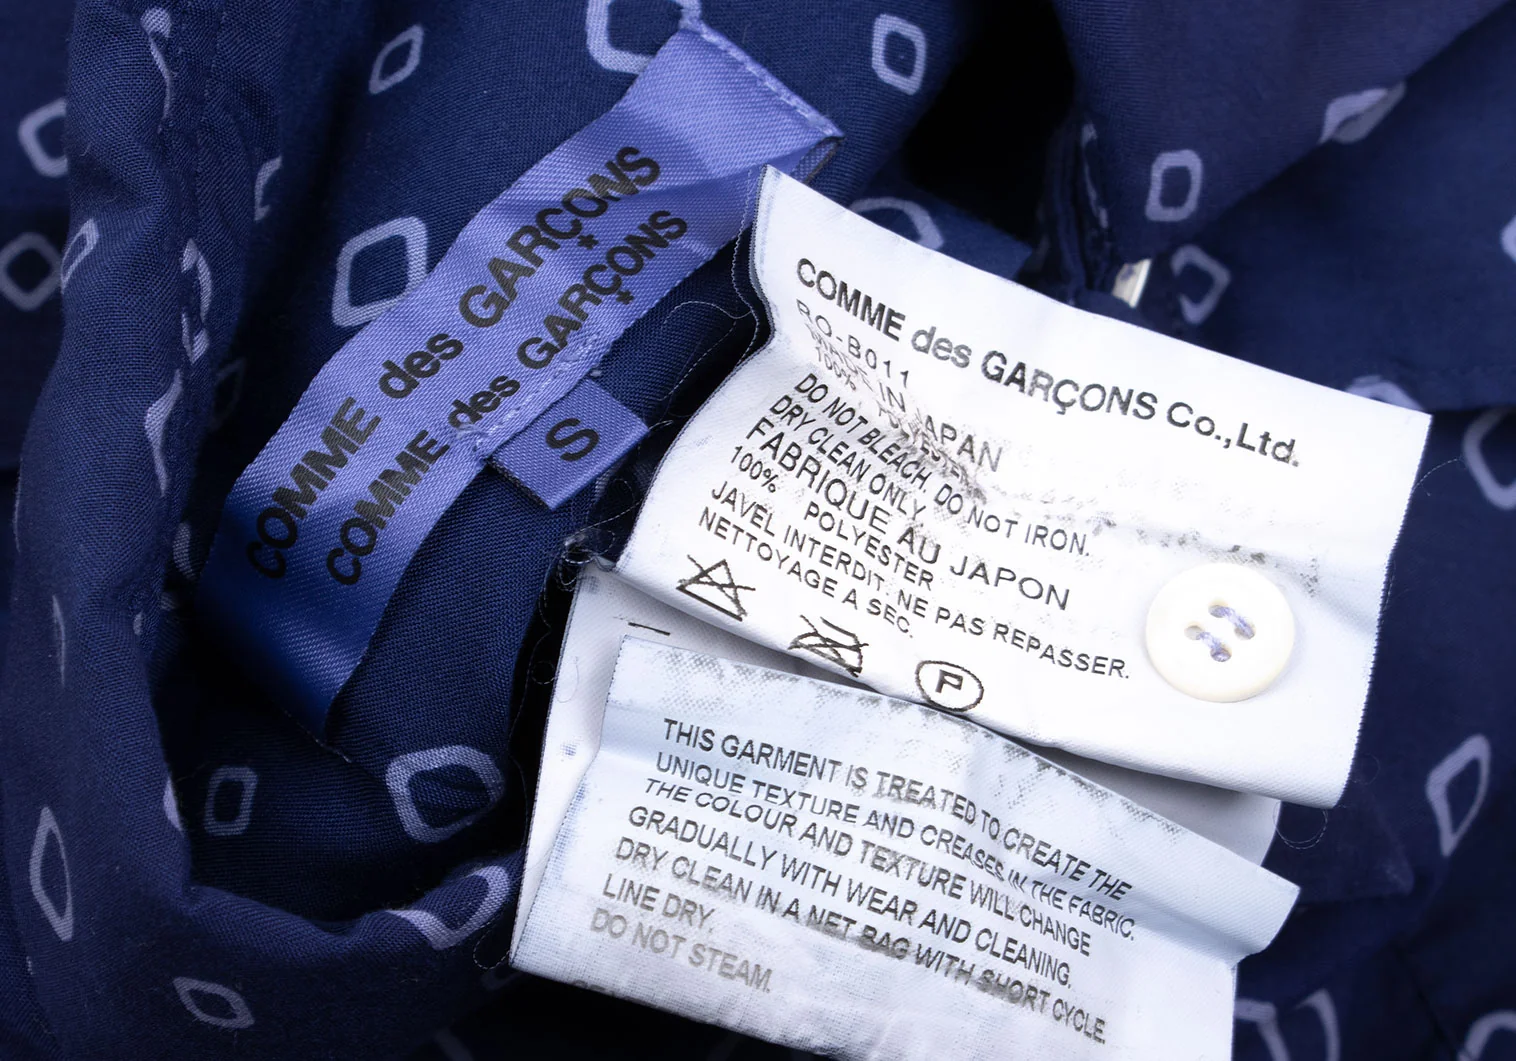 COMME des GARÇONS
COMME des GARÇONS
S
COMME des GARÇONS Co.,Ltd.
RO-B011
MADE IN JAPAN
100% POLYESTER
DO NOT BLEACH, DO NOT IRON.
DRY CLEAN ONLY.
FABRIQUE AU JAPON
100% POLYESTER
JAVEL INTERDIT. NE PAS REPASSER.
NETTOYAGE A SEC.
P
THIS GARMENT IS TREATED TO CREATE THE
UNIQUE TEXTURE AND CREASES IN THE FABRIC.
THE COLOUR AND TEXTURE WILL CHANGE
GRADUALLY WITH WEAR AND CLEANING.
DRY CLEAN IN A NET BAG WITH SHORT CYCLE.
LINE DRY.
DO NOT STEAM.